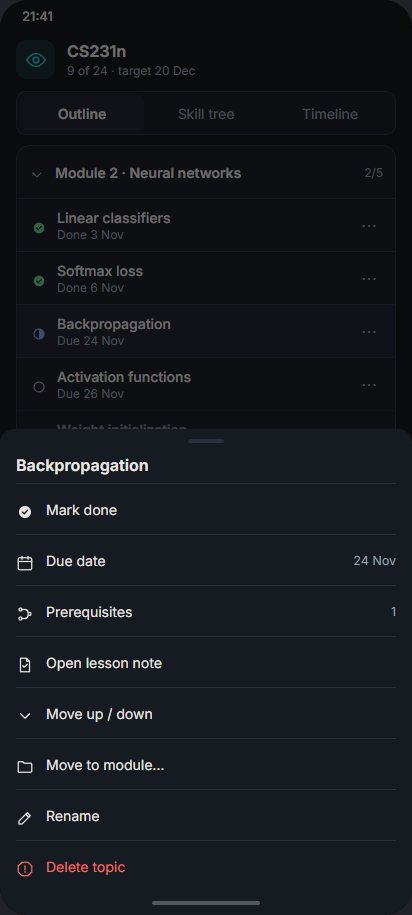 21:41
CS231n
9 of 24 · target 20 Dec
Outline
Skill tree
Timeline
Module 2 · Neural networks
2/5
Linear classifiers
Done 3 Nov
Softmax loss
Done 6 Nov
Backpropagation
Due 24 Nov
Activation functions
Due 26 Nov
Weight initialization
Backpropagation
Mark done
Due date
24 Nov
Prerequisites
1
Open lesson note
Move up / down
Move to module...
Rename
Delete topic